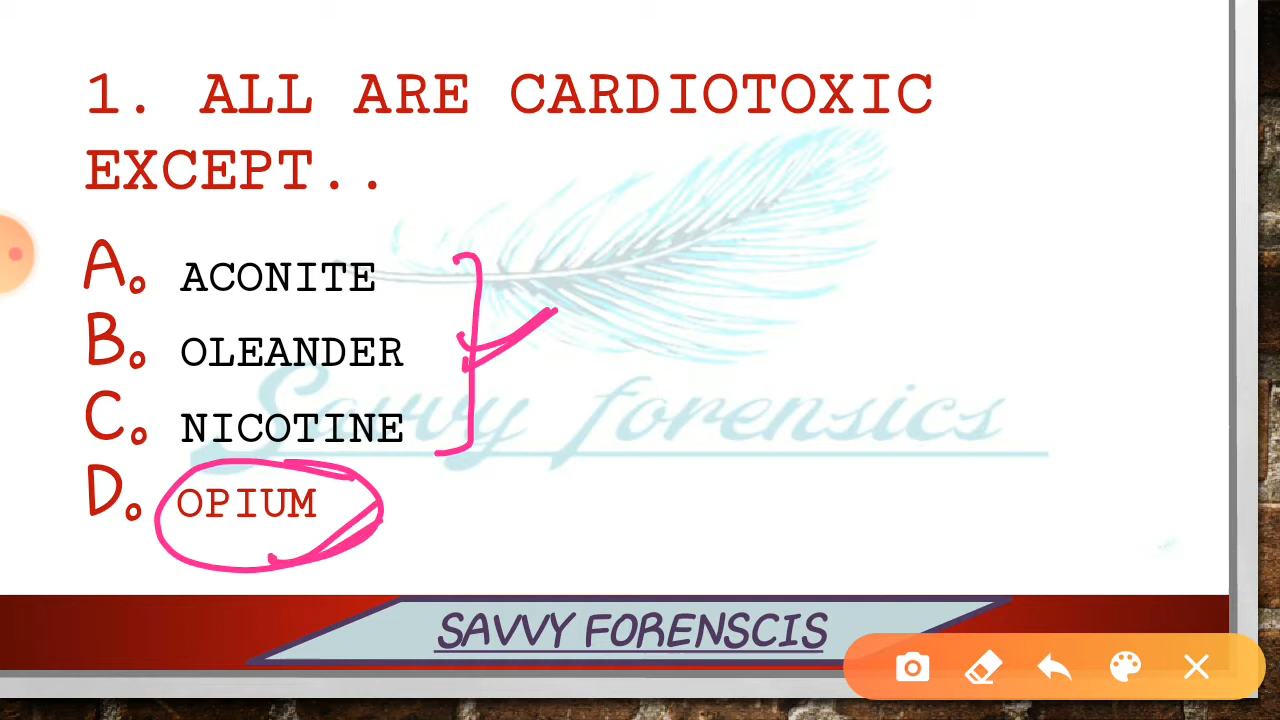 1. ALL ARE CARDIOTOXIC
EXCEPT..
A. ACONITE
B. OLEANDER
C. NICOTINE
D. OPIUM
Savvy forensics
SAVVY FORENSCIS